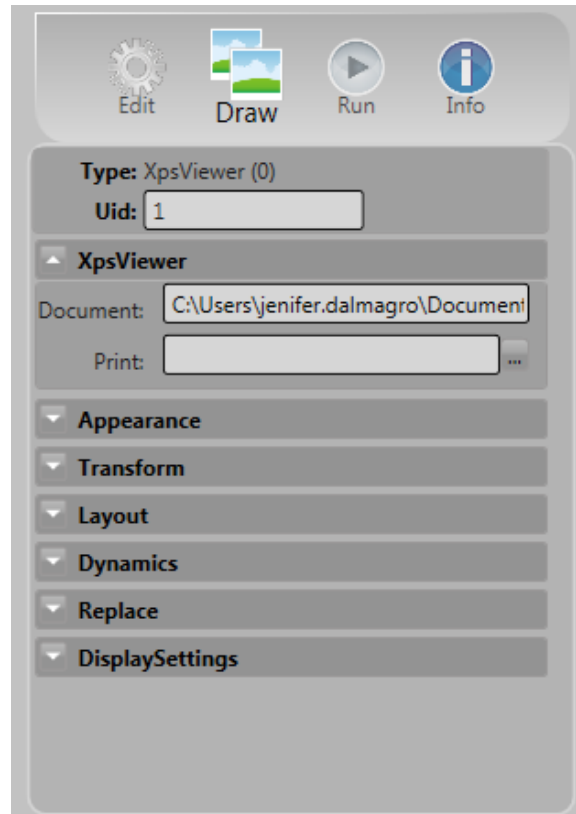 Edit Draw Run Info
Type: XpsViewer (0)
Uid: 1
XpsViewer
Document: C:\Users\jenifer.dalmagro\Document
Print: ...
Appearance
Transform
Layout
Dynamics
Replace
DisplaySettings